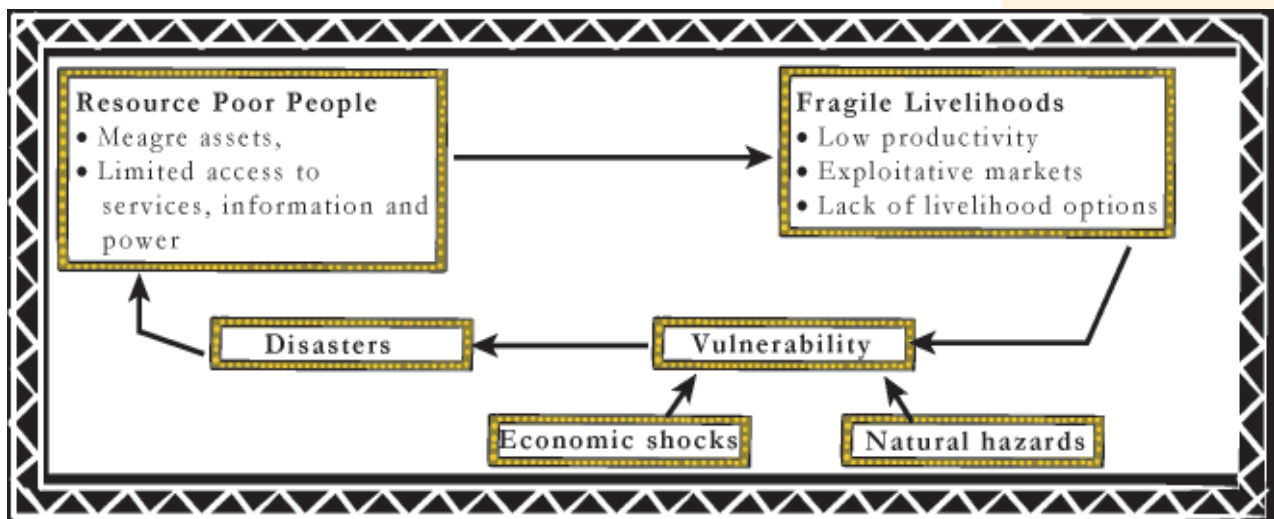 Resource Poor People
• Meagre assets,
• Limited access to
services, information and
power
Fragile Livelihoods
• Low productivity
• Exploitative markets
• Lack of livelihood options
Disasters
Vulnerability
Economic shocks
Natural hazards